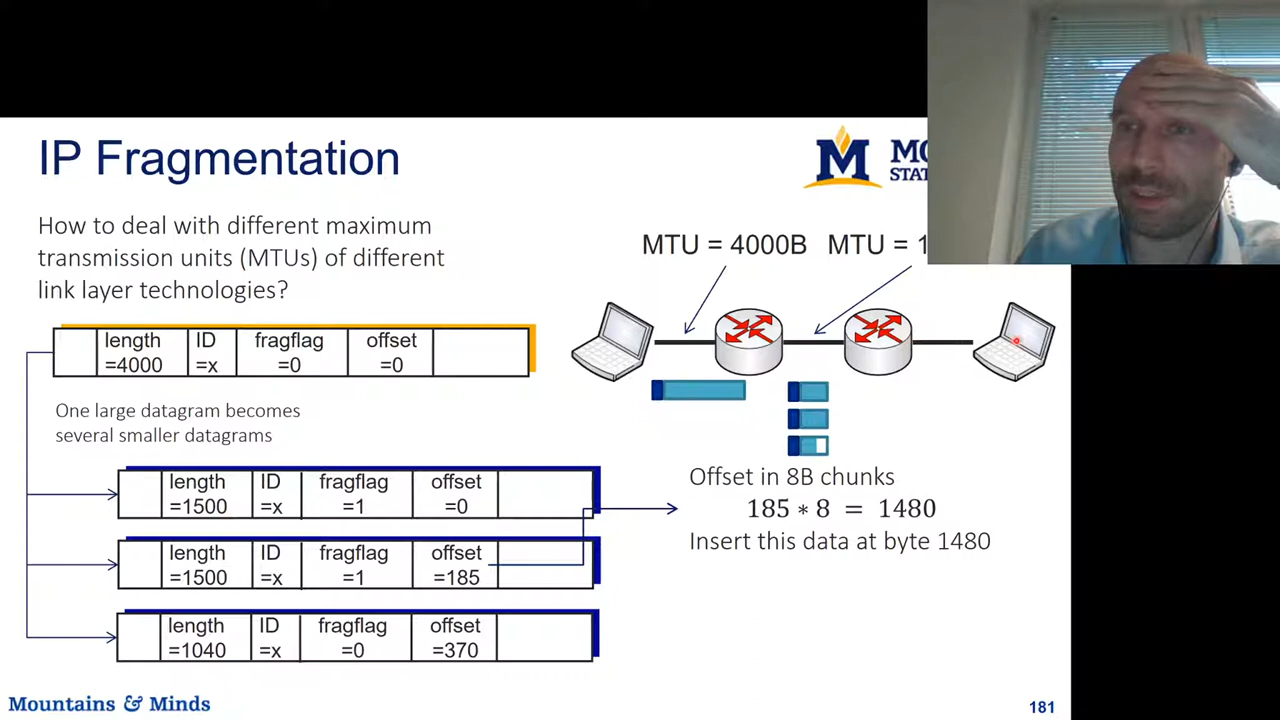 IP Fragmentation
How to deal with different maximum
transmission units (MTUs) of different
link layer technologies?
MTU = 4000B MTU = 1
length ID fragflag offset
=4000 =x =0 =0
One large datagram becomes
several smaller datagrams
length ID fragflag offset
=1500 =x =1 =0
length ID fragflag offset
=1500 =x =1 =185
length ID fragflag offset
=1040 =x =0 =370
Offset in 8B chunks
185 ∗ 8 = 1480
Insert this data at byte 1480
M
MO
STAT
Mountains & Minds
181